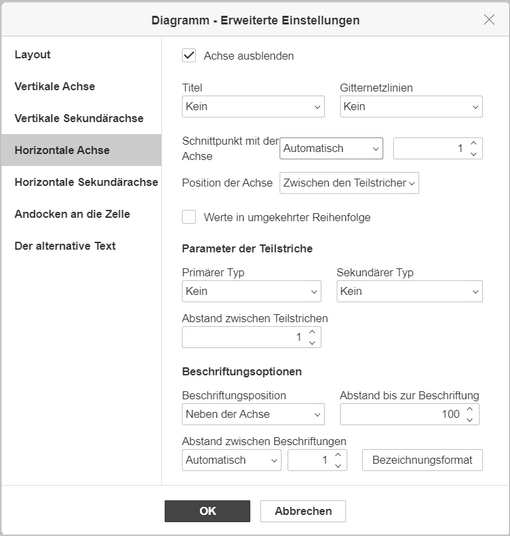 Diagramm - Erweiterte Einstellungen
Layout
Vertikale Achse
Vertikale Sekundärachse
Horizontale Achse
Horizontale Sekundärachse
Andocken an die Zelle
Der alternative Text
Achse ausblenden
Titel Gitternetzlinien
Kein Kein
Schnittpunkt mit der
Achse Automatisch 1
Position der Achse Zwischen den Teilstricher
Werte in umgekehrter Reihenfolge
Parameter der Teilstriche
Primärer Typ Sekundärer Typ
Kein Kein
Abstand zwischen Teilstrichen
1
Beschriftungsoptionen
Beschriftungsposition Abstand bis zur Beschriftung
Neben der Achse 100
Abstand zwischen Beschriftungen
Automatisch 1 Bezeichnungsformat
OK Abbrechen